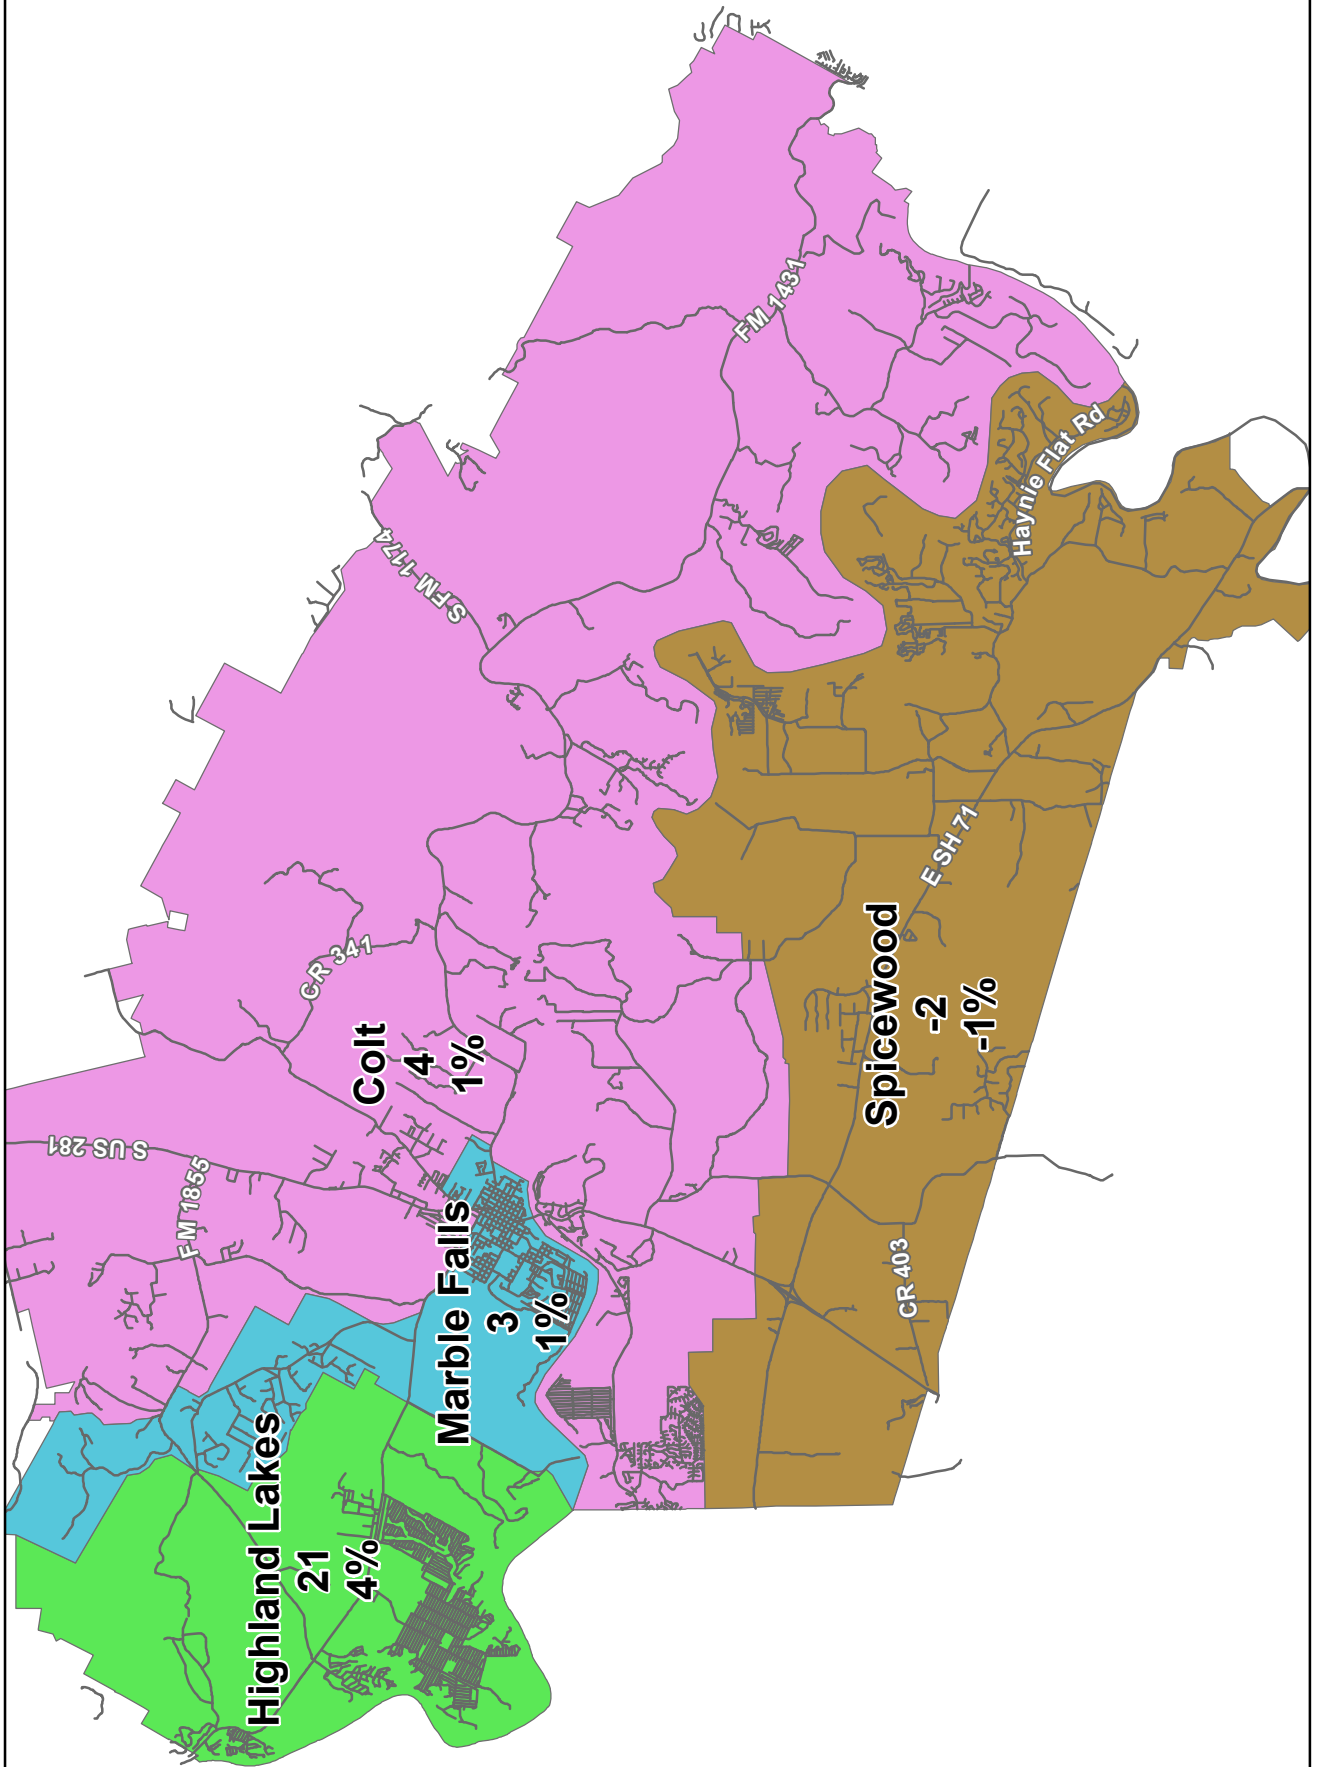 Highland Lakes
21
4%
Marble Falls
3
1%
Colt
4
1%
Spicewood
-2
-1%
S US 281
FM 1855
CR 341
S FM 1174
FM 1431
Haynie Flat Rd
E SH 71
CR 403